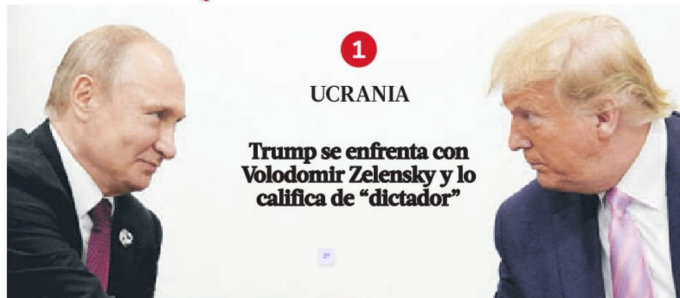 1
UCRANIA
Trump se enfrenta con
Volodomir Zelensky y lo
califica de “dictador”